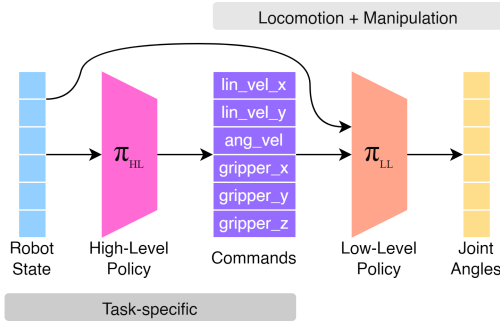 Locomotion + Manipulation
lin_vel_x
lin_vel_y
ang_vel
gripper_x
gripper_y
gripper_z
π_HL
π_LL
Robot
State
High-Level
Policy
Commands
Low-Level
Policy
Joint
Angles
Task-specific